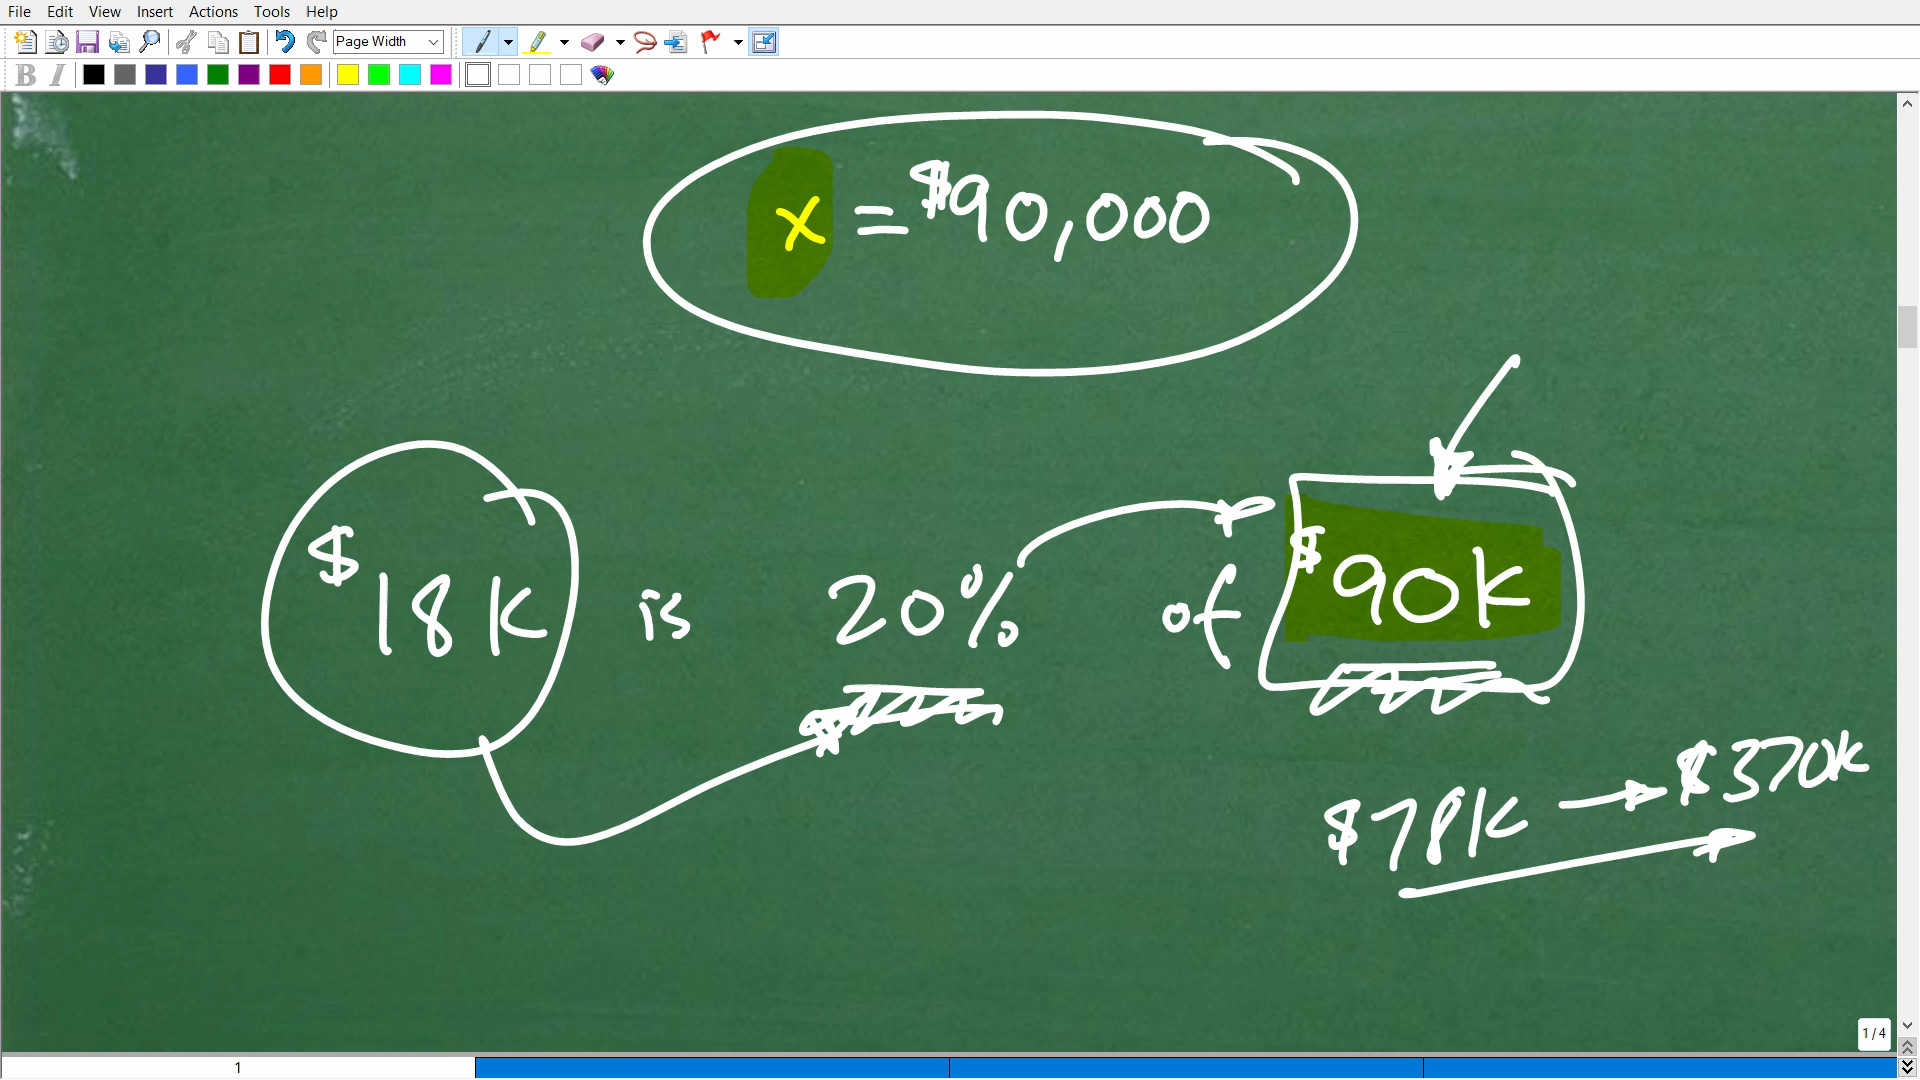 File Edit View Insert Actions Tools Help
Page Width
B I
x = $90,000
$18K is 20% of $90K
$78K → $370K
1 / 4
1